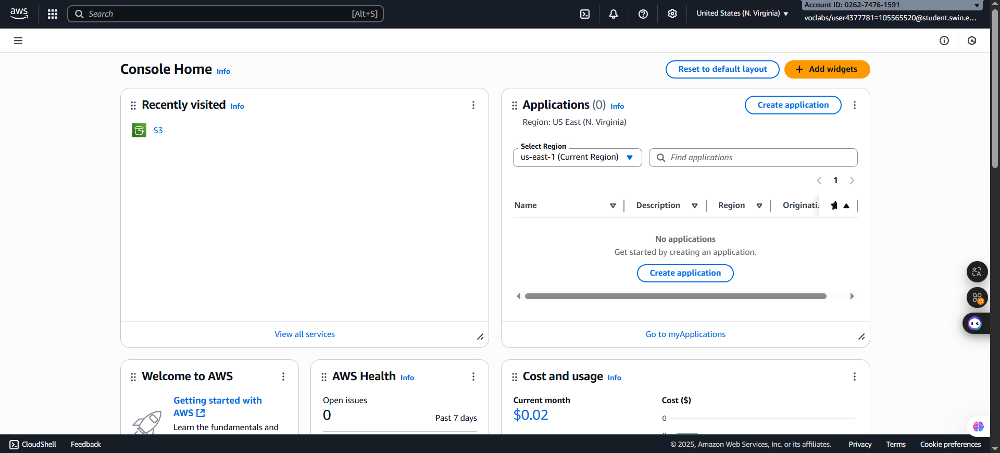 aws
Search [Alt+S]
United States (N. Virginia)
Account ID: 0262-7476-1591
voclabs/user4377781=105565520@student.swin.e...
Console Home Info
Reset to default layout
Add widgets
Recently visited Info
S3
View all services
Applications (0) Info
Create application
Region: US East (N. Virginia)
Select Region
us-east-1 (Current Region)
Find applications
1
Name Description Region Originati.
No applications
Get started by creating an application.
Create application
Go to myApplications
Welcome to AWS
Getting started with
AWS
Learn the fundamentals and
AWS Health Info
Open issues
0
Past 7 days
Cost and usage Info
Current month
$0.02
Cost ($)
0
CloudShell Feedback
© 2025, Amazon Web Services, Inc. or its affiliates. Privacy Terms Cookie preferences